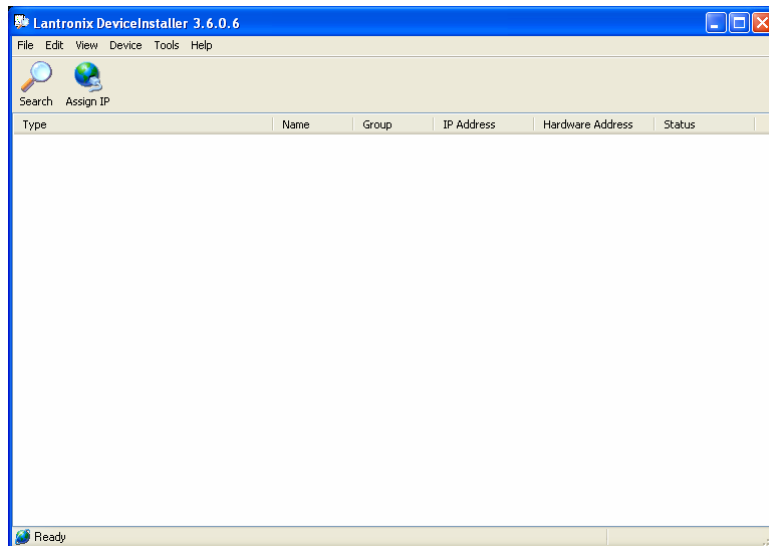 Lantronix DeviceInstaller 3.6.0.6
File Edit View Device Tools Help
Search Assign IP
Type Name Group IP Address Hardware Address Status
Ready